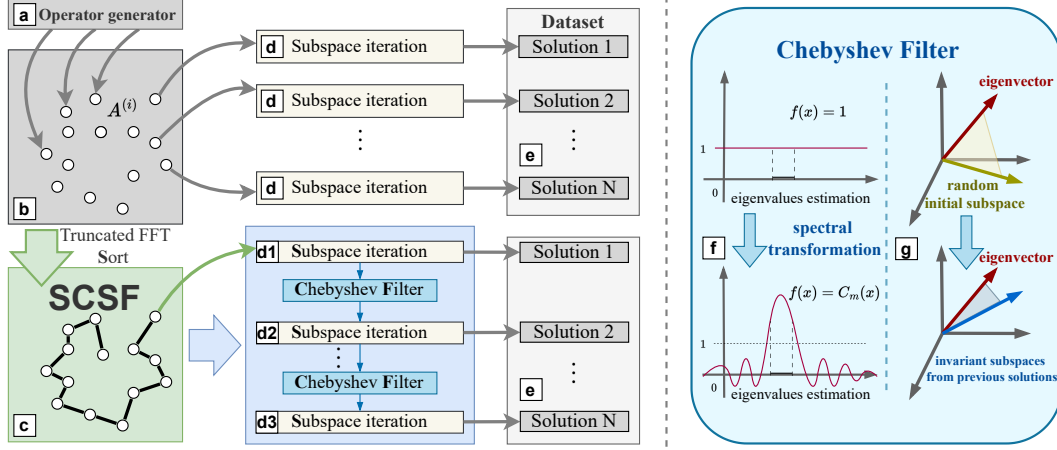 a Operator generator
A^{(i)}
b
d Subspace iteration
d Subspace iteration
⋮
d Subspace iteration
Dataset
Solution 1
Solution 2
⋮
e
Solution N
Truncated FFT
Sort
SCSF
c
d1 Subspace iteration
Chebyshev Filter
d2 Subspace iteration
⋮
Chebyshev Filter
d3 Subspace iteration
Solution 1
Solution 2
⋮
e
Solution N
Chebyshev Filter
f(x) = 1
1
0
eigenvalues estimation
f
spectral
transformation
f(x) = C_m(x)
1
0
eigenvalues estimation
eigenvector
random
initial subspace
g
eigenvector
invariant subspaces
from previous solutions